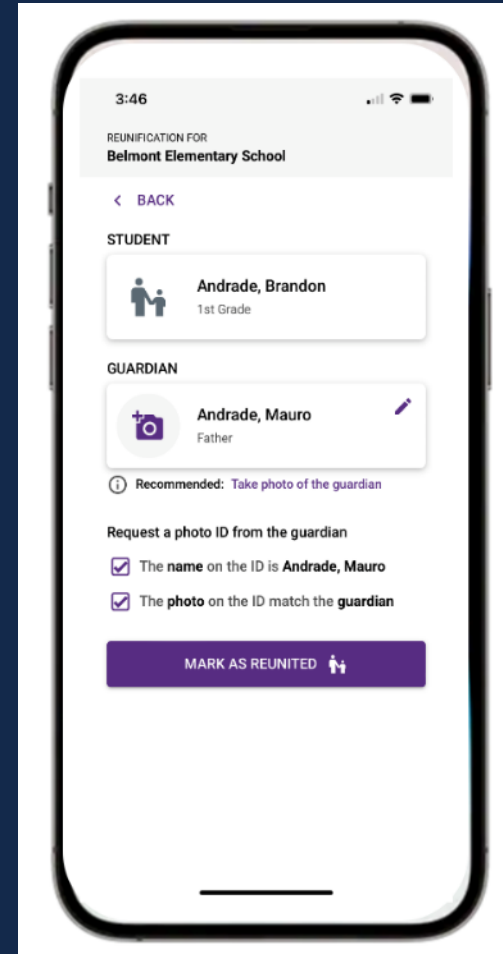 3:46
REUNIFICATION FOR
Belmont Elementary School
< BACK
STUDENT
Andrade, Brandon
1st Grade
GUARDIAN
Andrade, Mauro
Father
Recommended: Take photo of the guardian
Request a photo ID from the guardian
The name on the ID is Andrade, Mauro
The photo on the ID match the guardian
MARK AS REUNITED